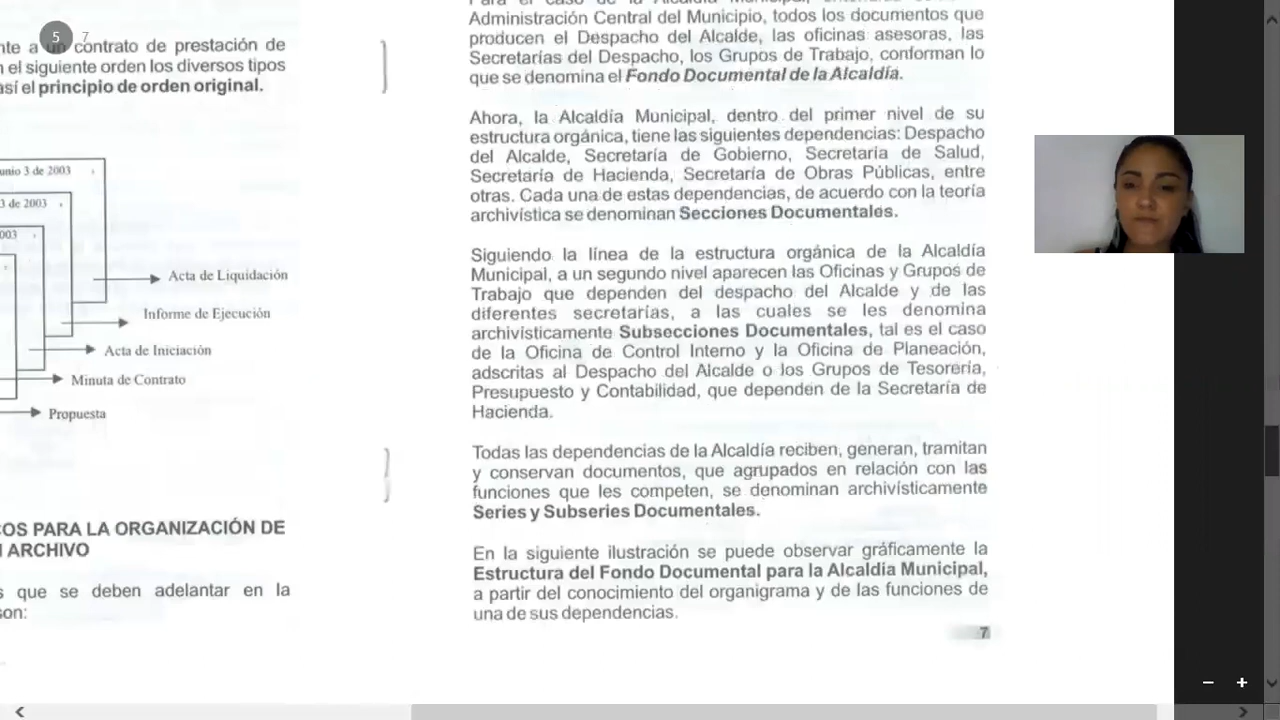 5 7
nte a un contrato de prestación de
n el siguiente orden los diversos tipos
así el principio de orden original.
unio 3 de 2003
3 de 2003
003
Acta de Liquidación
Informe de Ejecución
Acta de Iniciación
Minuta de Contrato
Propuesta
COS PARA LA ORGANIZACIÓN DE
ARCHIVO
s que se deben adelantar en la
son:
Administración Central del Municipio, todos los documentos que
producen el Despacho del Alcalde, las oficinas asesoras, las
Secretarías del Despacho, los Grupos de Trabajo, conforman lo
que se denomina el Fondo Documental de la Alcaldía.
Ahora, la Alcaldía Municipal, dentro del primer nivel de su
estructura orgánica, tiene las siguientes dependencias: Despacho
del Alcalde, Secretaría de Gobierno, Secretaría de Salud,
Secretaría de Hacienda, Secretaría de Obras Públicas, entre
otras. Cada una de estas dependencias, de acuerdo con la teoría
archivística se denominan Secciones Documentales.
Siguiendo la línea de la estructura orgánica de la Alcaldía
Municipal, a un segundo nivel aparecen las Oficinas y Grupos de
Trabajo que dependen del despacho del Alcalde y de las
diferentes secretarías, a las cuales se les denomina
archivísticamente Subsecciones Documentales, tal es el caso
de la Oficina de Control Interno y la Oficina de Planeación,
adscritas al Despacho del Alcalde o los Grupos de Tesorería,
Presupuesto y Contabilidad, que dependen de la Secretaría de
Hacienda.
Todas las dependencias de la Alcaldía reciben, generan, tramitan
y conservan documentos, que agrupados en relación con las
funciones que les competen, se denominan archivísticamente
Series y Subseries Documentales.
En la siguiente ilustración se puede observar gráficamente la
Estructura del Fondo Documental para la Alcaldía Municipal,
a partir del conocimiento del organigrama y de las funciones de
una de sus dependencias.
7